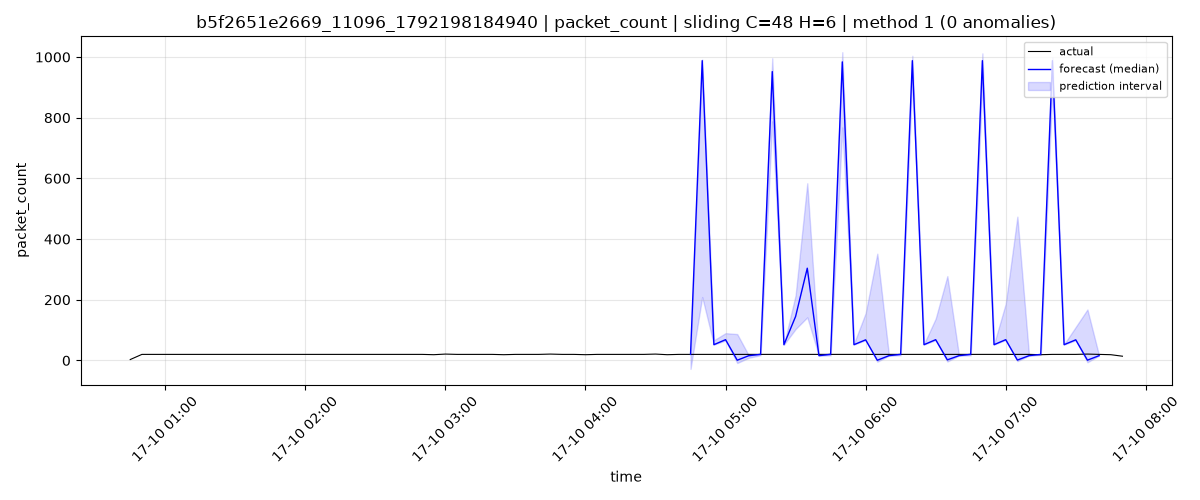 b5f2651e2669_11096_1792198184940 | packet_count | sliding C=48 H=6 | method 1 (0 anomalies)
actual
forecast (median)
prediction interval
packet_count
1000
800
600
400
200
0
17-10 01:00
17-10 02:00
17-10 03:00
17-10 04:00
17-10 05:00
17-10 06:00
17-10 07:00
17-10 08:00
time